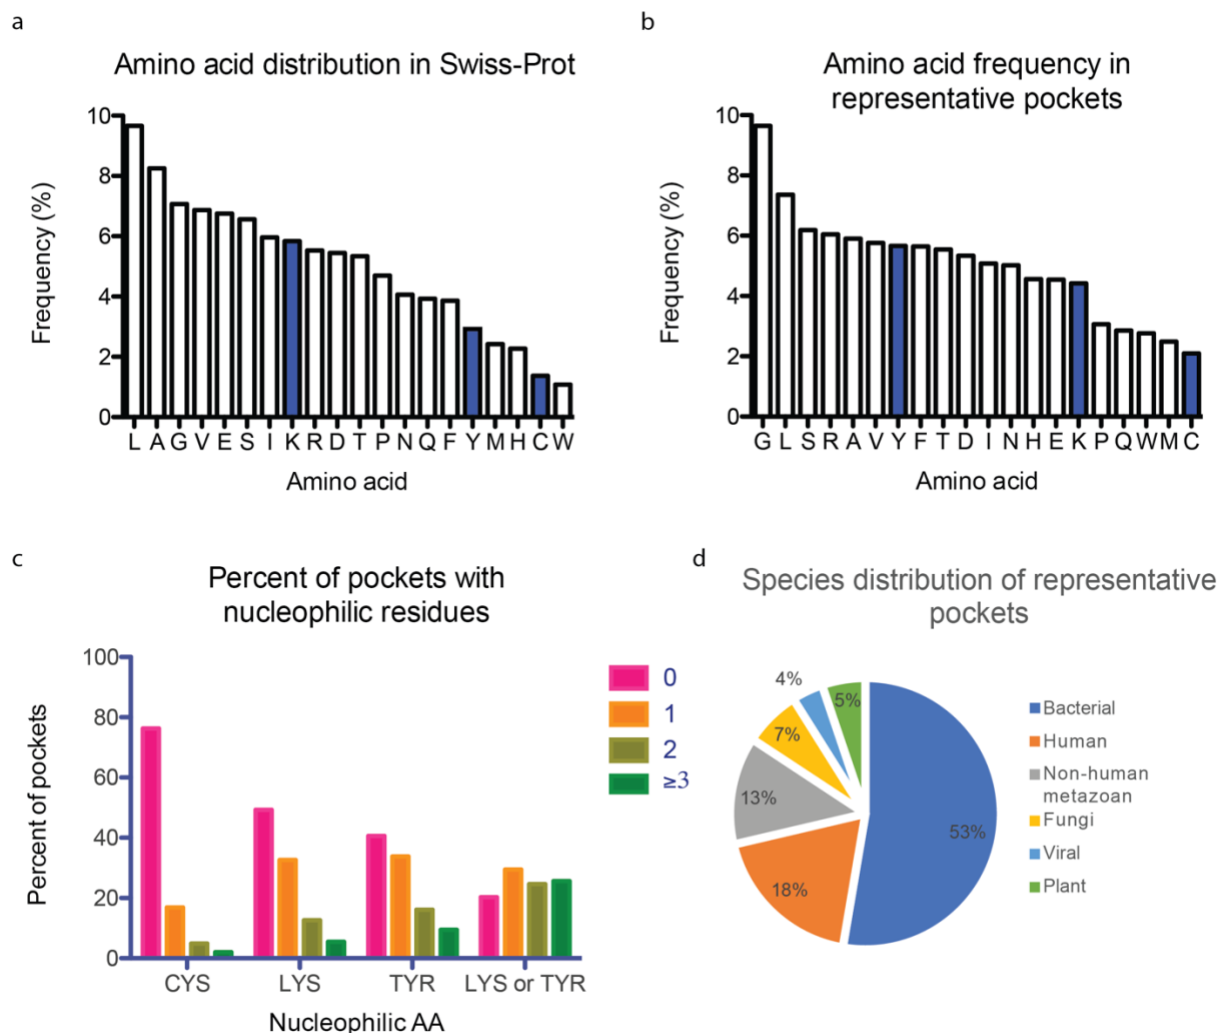 a
Amino acid distribution in Swiss-Prot
10
8
6
4
2
0
Frequency (%)
L A G V E S I K R D T P N Q F Y M H C W
Amino acid
b
Amino acid frequency in
representative pockets
10
8
6
4
2
0
Frequency (%)
G L S R A V Y F T D I N H E K P Q W M C
Amino acid
c
Percent of pockets with
nucleophilic residues
100
80
60
40
20
0
Percent of pockets
CYS LYS TYR LYS or TYR
Nucleophilic AA
0
1
2
≥3
d
Species distribution of representative
pockets
4%
5%
7%
13%
18%
53%
Bacterial
Human
Non-human
metazoan
Fungi
Viral
Plant